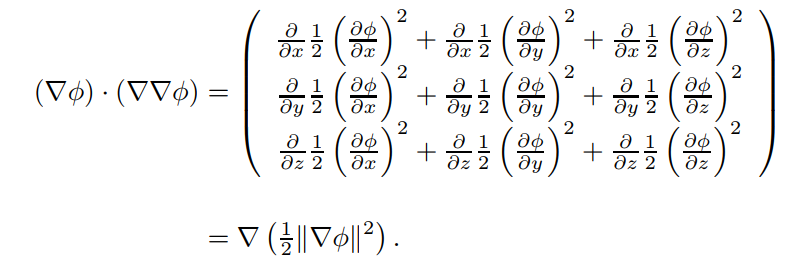 (∇φ) · (∇∇φ) = ( ∂/∂x 1/2 (∂φ/∂x)² + ∂/∂x 1/2 (∂φ/∂y)² + ∂/∂x 1/2 (∂φ/∂z)²
∂/∂y 1/2 (∂φ/∂x)² + ∂/∂y 1/2 (∂φ/∂y)² + ∂/∂y 1/2 (∂φ/∂z)²
∂/∂z 1/2 (∂φ/∂x)² + ∂/∂z 1/2 (∂φ/∂y)² + ∂/∂z 1/2 (∂φ/∂z)² )
= ∇ (1/2 ‖∇φ‖²) .